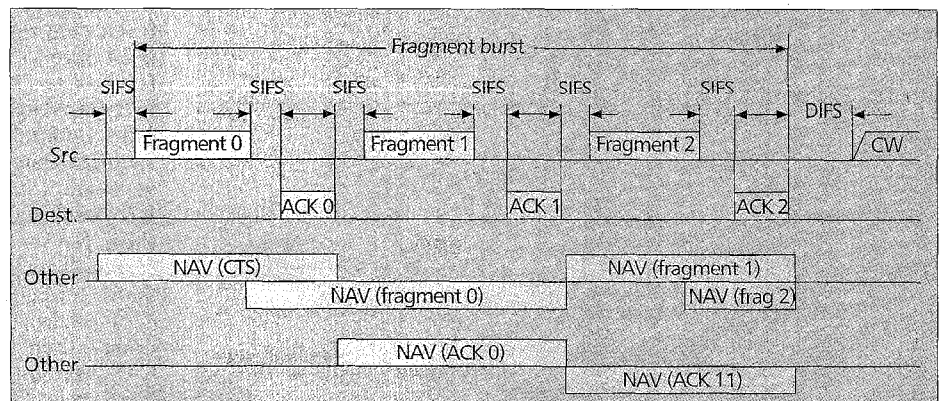 Fragment burst
SIFS SIFS SIFS SIFS SIFS SIFS
DIFS
Src Fragment 0 Fragment 1 Fragment 2 CW
Dest. ACK 0 ACK 1 ACK 2
Other NAV (CTS) NAV (fragment 1)
NAV (fragment 0) NAV (frag 2)
Other NAV (ACK 0)
NAV (ACK 11)